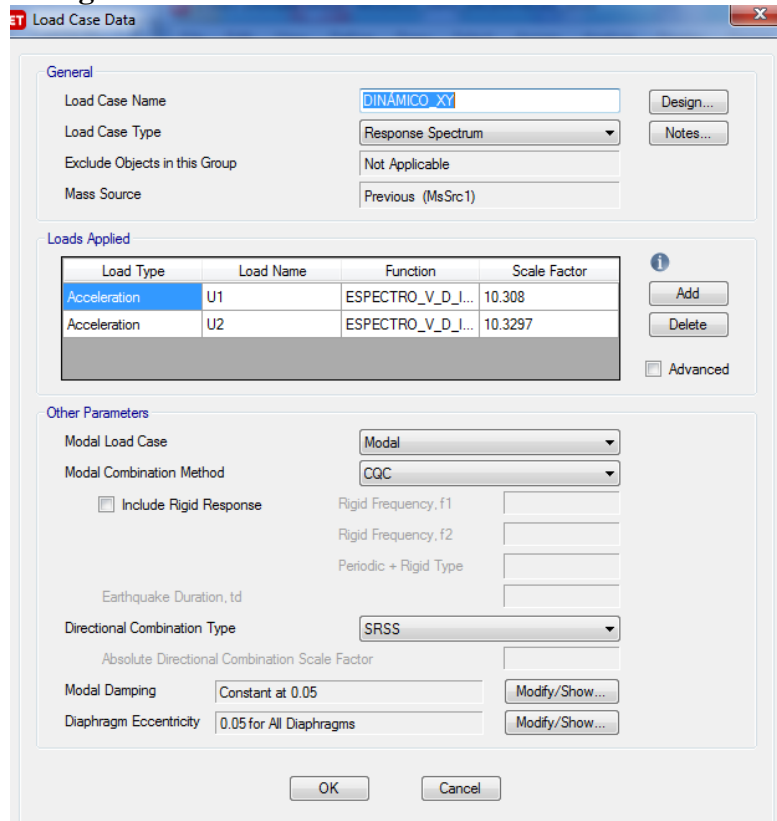 ET Load Case Data X
General
Load Case Name DINÁMICO_XY Design...
Load Case Type Response Spectrum Notes...
Exclude Objects in this Group Not Applicable
Mass Source Previous (MsSrc1)
Loads Applied
Load Type Load Name Function Scale Factor
Acceleration U1 ESPECTRO_V_D_I... 10.308 Add
Acceleration U2 ESPECTRO_V_D_I... 10.3297 Delete
Advanced
Other Parameters
Modal Load Case Modal
Modal Combination Method CQC
Include Rigid Response Rigid Frequency, f1
Rigid Frequency, f2
Periodic + Rigid Type
Earthquake Duration, td
Directional Combination Type SRSS
Absolute Directional Combination Scale Factor
Modal Damping Constant at 0.05 Modify/Show...
Diaphragm Eccentricity 0.05 for All Diaphragms Modify/Show...
OK Cancel